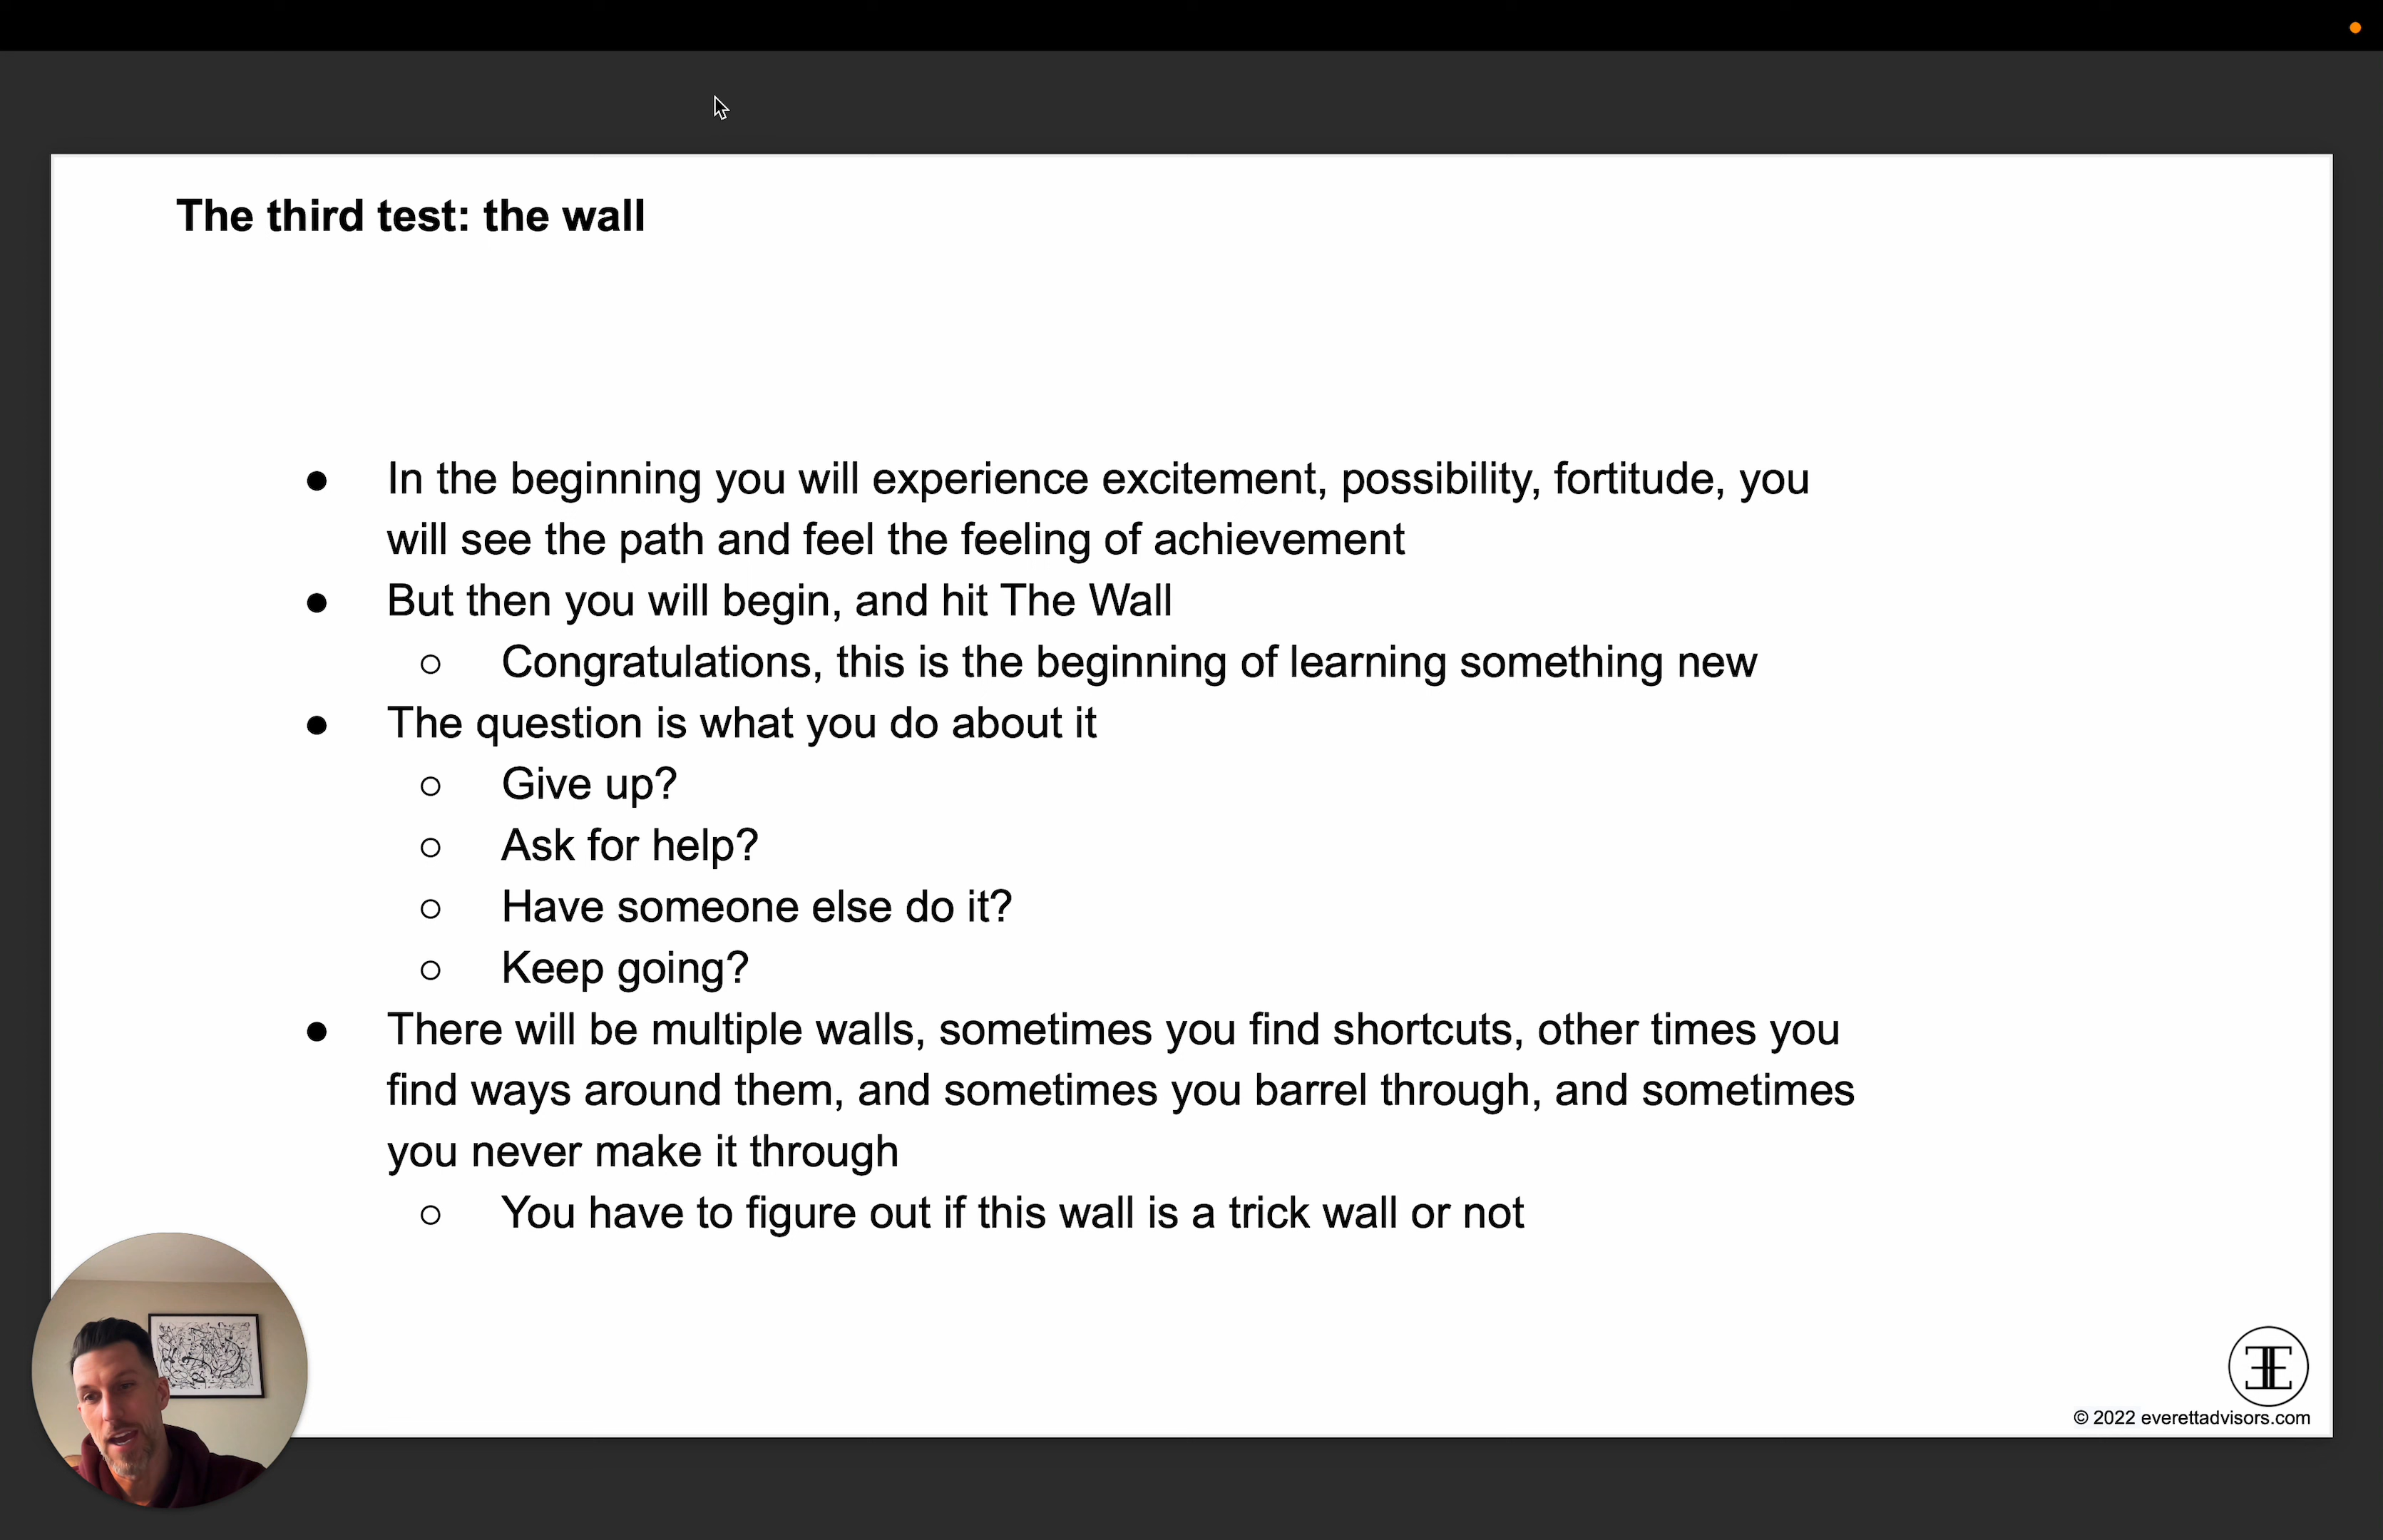 The third test: the wall
● In the beginning you will experience excitement, possibility, fortitude, you
will see the path and feel the feeling of achievement
● But then you will begin, and hit The Wall
○ Congratulations, this is the beginning of learning something new
● The question is what you do about it
○ Give up?
○ Ask for help?
○ Have someone else do it?
○ Keep going?
● There will be multiple walls, sometimes you find shortcuts, other times you
find ways around them, and sometimes you barrel through, and sometimes
you never make it through
○ You have to figure out if this wall is a trick wall or not
© 2022 everettadvisors.com